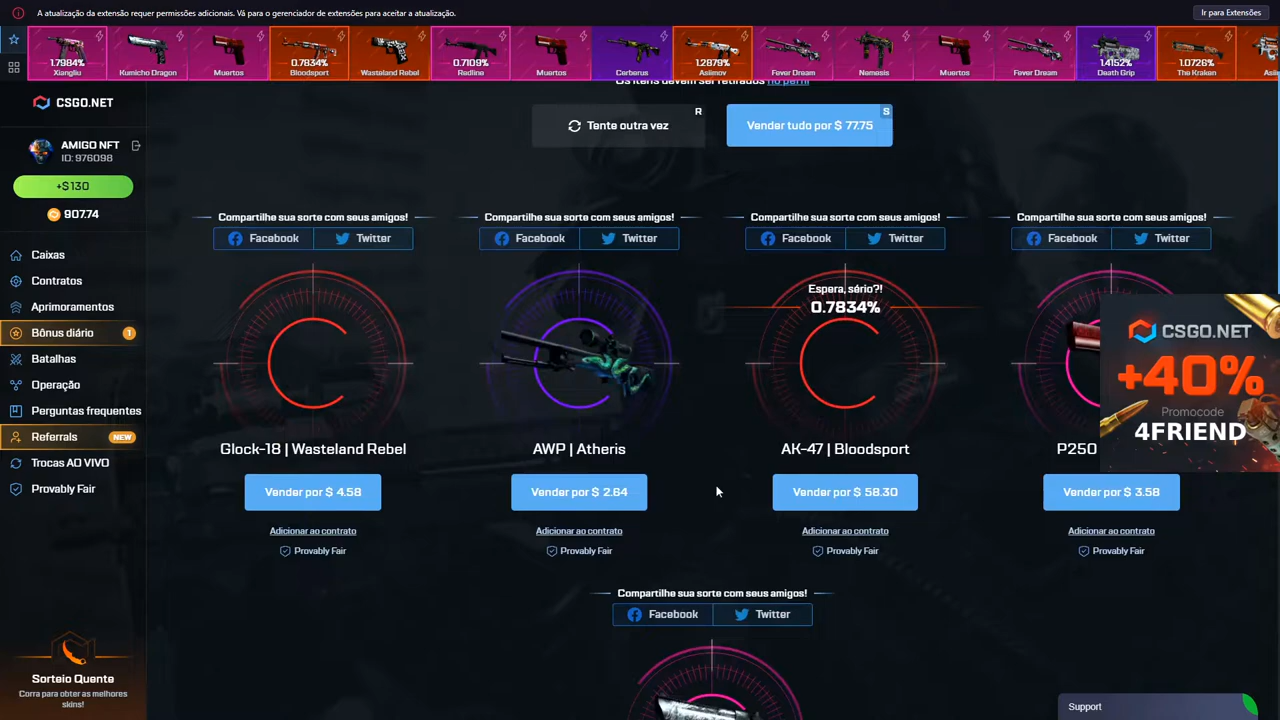 A atualização da extensão requer permissões adicionais. Vá para o gerenciador de extensões para aceitar a atualização.
Ir para Extensões
1.7984%
Xiangliu
Kumicho Dragon
Muertos
0.7834%
Bloodsport
Wasteland Rebel
0.7109%
Redline
Muertos
Cerberus
1.2879%
Asiimov
Fever Dream
Nemesis
Muertos
Fever Dream
1.4152%
Death Grip
1.0726%
The Kraken
CSGO.NET
Os itens devem ser retirados no perfil
R
Tente outra vez
S
Vender tudo por $ 77.75
AMIGO NFT
ID: 976098
+$ 130
907.74
Caixas
Contratos
Aprimoramentos
Bônus diário 1
Batalhas
Operação
Perguntas frequentes
Referrals NEW
Trocas AO VIVO
Provably Fair
Sorteio Quente
Corra para obter as melhores
skins!
Compartilhe sua sorte com seus amigos!
Facebook Twitter
Glock-18 | Wasteland Rebel
Vender por $ 4.58
Adicionar ao contrato
Provably Fair
Compartilhe sua sorte com seus amigos!
Facebook Twitter
AWP | Atheris
Vender por $ 2.64
Adicionar ao contrato
Provably Fair
Compartilhe sua sorte com seus amigos!
Facebook Twitter
Espera, sério?!
0.7834%
AK-47 | Bloodsport
Vender por $ 58.30
Adicionar ao contrato
Provably Fair
Compartilhe sua sorte com seus amigos!
Facebook Twitter
P250
Vender por $ 3.58
Adicionar ao contrato
Provably Fair
CSGO.NET
+40%
Promocode
4FRIEND
Compartilhe sua sorte com seus amigos!
Facebook Twitter
Support